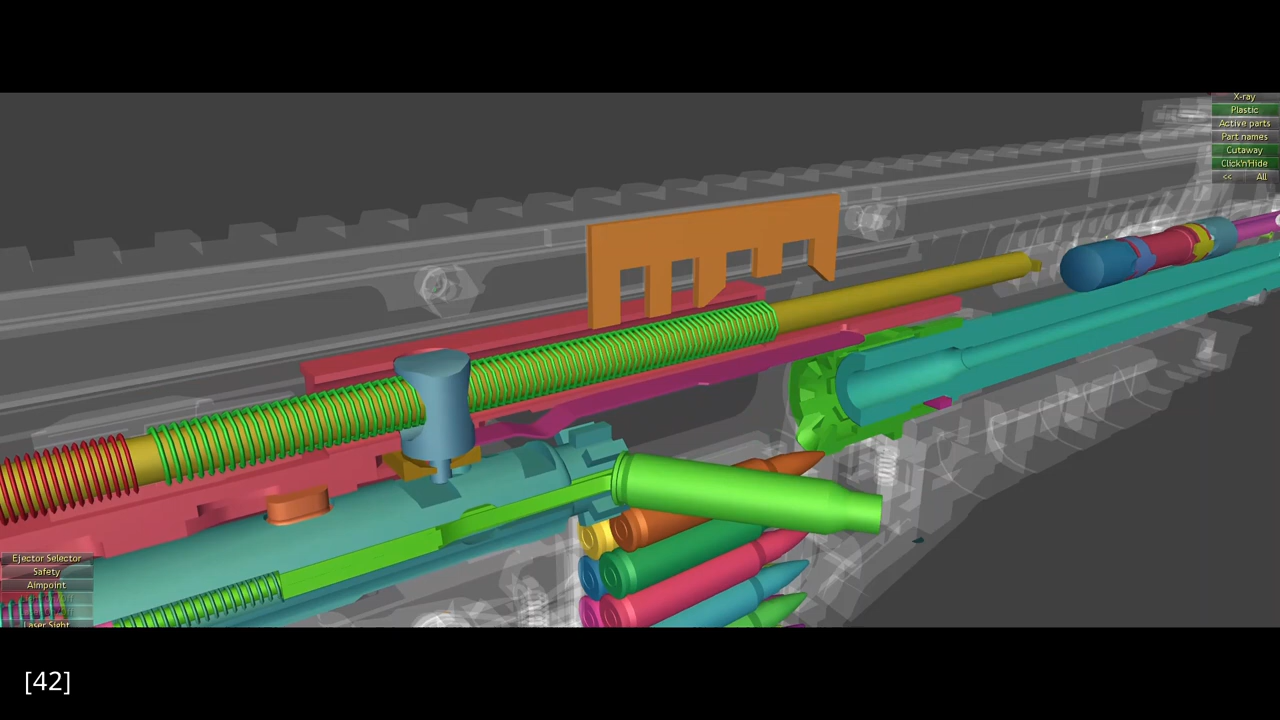 X-ray
Plastic
Active parts
Part names
Cutaway
Click'n'Hide
<< All
Ejector Selector
Safety
Aimpoint
Laser Sight
[42]